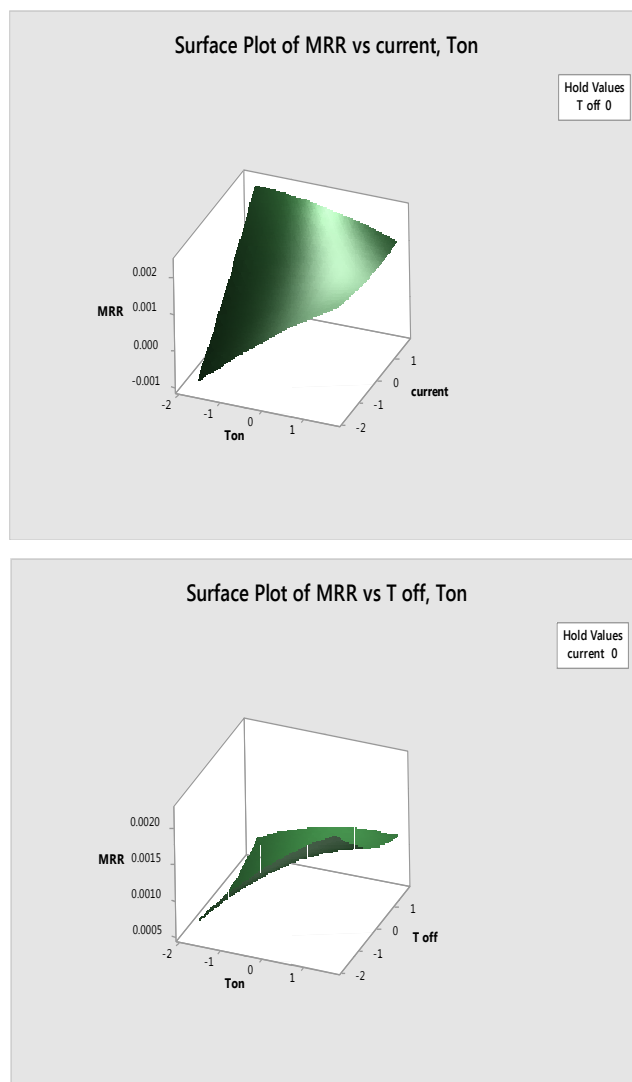 Surface Plot of MRR vs current, Ton
Hold Values
T off 0
0.002
0.001
MRR
0.000
-0.001
1
0
current
-1
-2
-2
-1
0
1
Ton
Surface Plot of MRR vs T off, Ton
Hold Values
current 0
0.0020
0.0015
MRR
0.0010
0.0005
1
0
T off
-1
-2
-2
-1
0
1
Ton